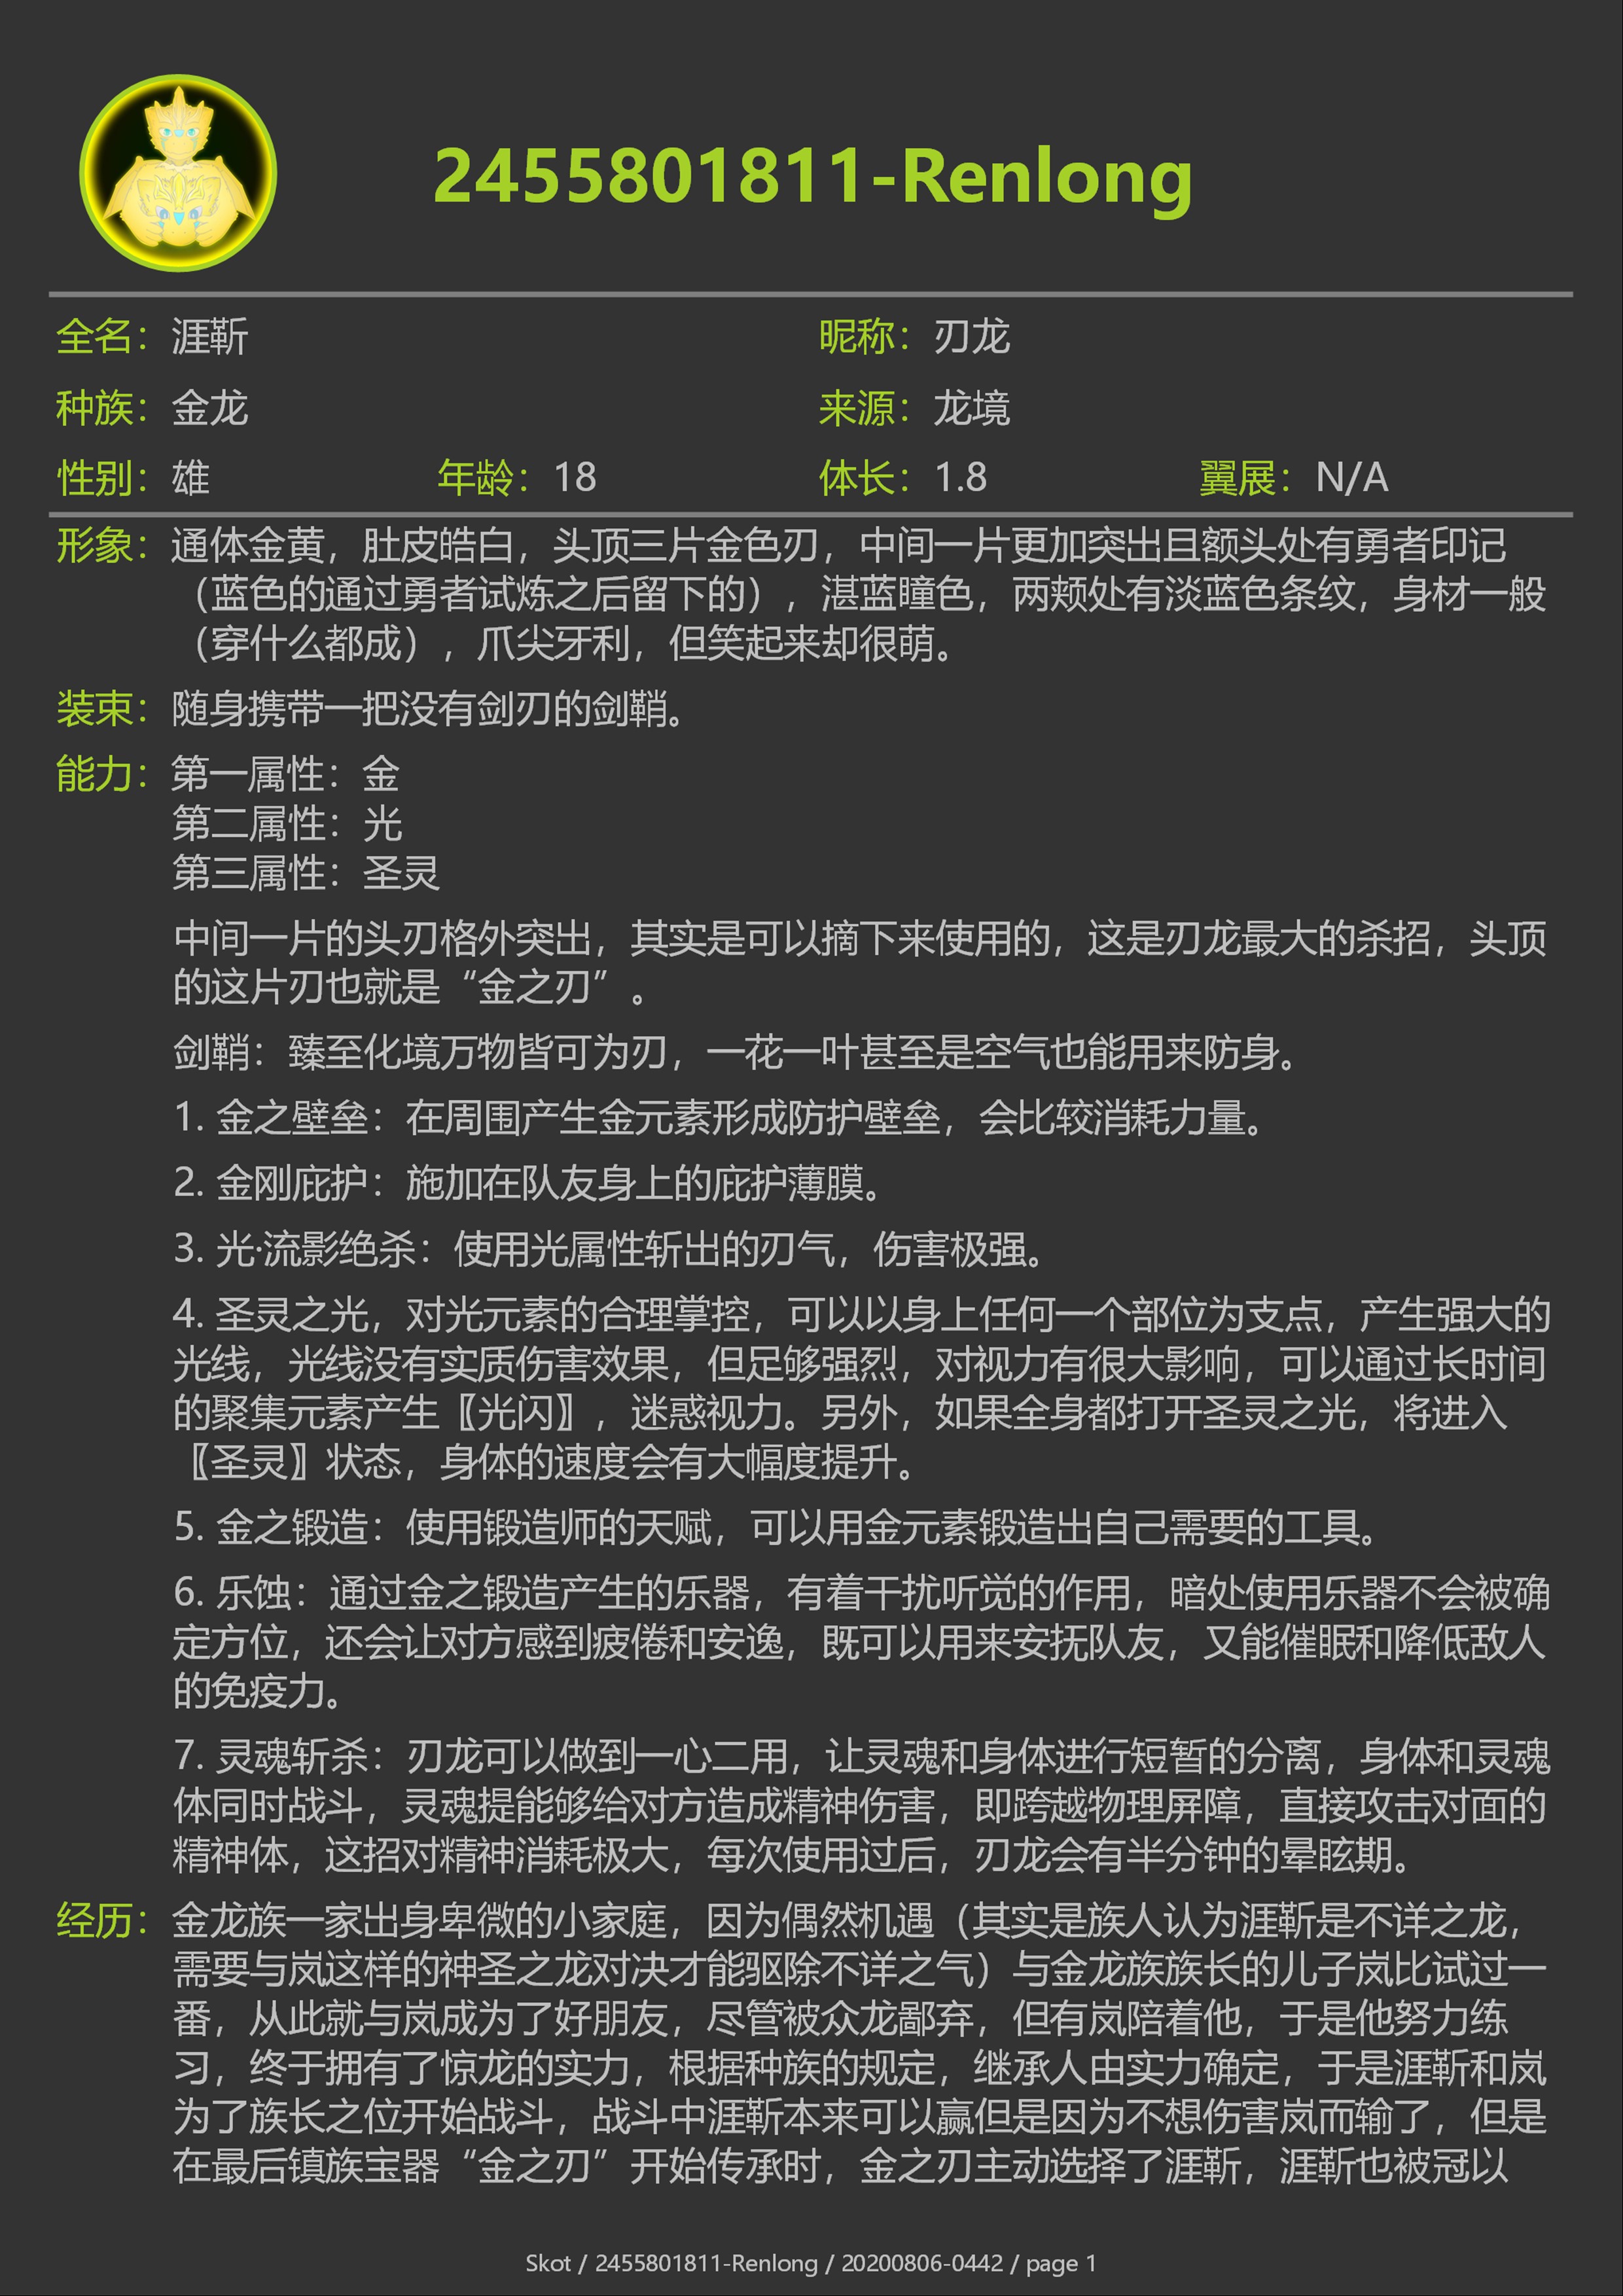 2455801811-Renlong
全名：涯靳 昵称：刃龙
种族：金龙 来源：龙境
性别：雄 年龄：18 体长：1.8 翼展：N/A
形象：通体金黄，肚皮皓白，头顶三片金色刃，中间一片更加突出且额头处有勇者印记
（蓝色的通过勇者试炼之后留下的），湛蓝瞳色，两颊处有淡蓝色条纹，身材一般
（穿什么都成），爪尖牙利，但笑起来却很萌。
装束：随身携带一把没有剑刃的剑鞘。
能力：第一属性：金
第二属性：光
第三属性：圣灵
中间一片的头刃格外突出，其实是可以摘下来使用的，这是刃龙最大的杀招，头顶
的这片刃也就是“金之刃”。
剑鞘：臻至化境万物皆可为刃，一花一叶甚至是空气也能用来防身。
1. 金之壁垒：在周围产生金元素形成防护壁垒，会比较消耗力量。
2. 金刚庇护：施加在队友身上的庇护薄膜。
3. 光·流影绝杀：使用光属性斩出的刃气，伤害极强。
4. 圣灵之光，对光元素的合理掌控，可以以身上任何一个部位为支点，产生强大的
光线，光线没有实质伤害效果，但足够强烈，对视力有很大影响，可以通过长时间
的聚集元素产生〖光闪〗，迷惑视力。另外，如果全身都打开圣灵之光，将进入
〖圣灵〗状态，身体的速度会有大幅度提升。
5. 金之锻造：使用锻造师的天赋，可以用金元素锻造出自己需要的工具。
6. 乐蚀：通过金之锻造产生的乐器，有着干扰听觉的作用，暗处使用乐器不会被确
定方位，还会让对方感到疲倦和安逸，既可以用来安抚队友，又能催眠和降低敌人
的免疫力。
7. 灵魂斩杀：刃龙可以做到一心二用，让灵魂和身体进行短暂的分离，身体和灵魂
体同时战斗，灵魂提能够给对方造成精神伤害，即跨越物理屏障，直接攻击对面的
精神体，这招对精神消耗极大，每次使用过后，刃龙会有半分钟的晕眩期。
经历：金龙族一家出身卑微的小家庭，因为偶然机遇（其实是族人认为涯靳是不详之龙，
需要与岚这样的神圣之龙对决才能驱除不详之气）与金龙族族长的儿子岚比试过一
番，从此就与岚成为了好朋友，尽管被众龙鄙弃，但有岚陪着他，于是他努力练
习，终于拥有了惊龙的实力，根据种族的规定，继承人由实力确定，于是涯靳和岚
为了族长之位开始战斗，战斗中涯靳本来可以赢但是因为不想伤害岚而输了，但是
在最后镇族宝器“金之刃”开始传承时，金之刃主动选择了涯靳，涯靳也被冠以
Skot / 2455801811-Renlong / 20200806-0442 / page 1